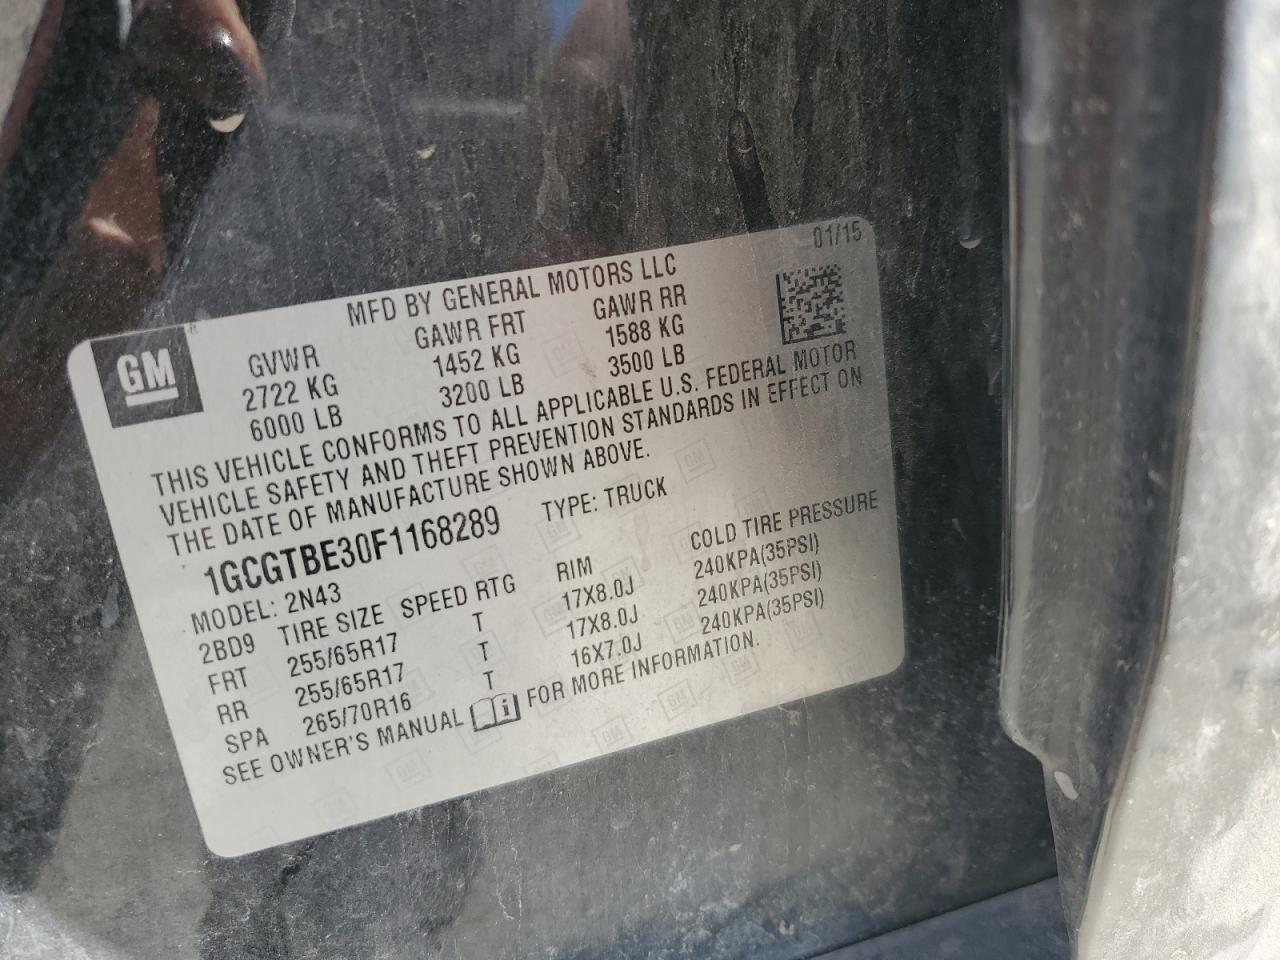 01/15
MFD BY GENERAL MOTORS LLC
GM
GVWR GAWR FRT GAWR RR
2722 KG 1452 KG 1588 KG
6000 LB 3200 LB 3500 LB
THIS VEHICLE CONFORMS TO ALL APPLICABLE U.S. FEDERAL MOTOR
VEHICLE SAFETY AND THEFT PREVENTION STANDARDS IN EFFECT ON
THE DATE OF MANUFACTURE SHOWN ABOVE.
1GCGTBE30F1168289 TYPE: TRUCK
MODEL: 2N43
2BD9 TIRE SIZE SPEED RTG RIM COLD TIRE PRESSURE
FRT 255/65R17 T 17X8.0J 240KPA(35PSI)
RR 255/65R17 T 17X8.0J 240KPA(35PSI)
SPA 265/70R16 T 16X7.0J 240KPA(35PSI)
SEE OWNER'S MANUAL i FOR MORE INFORMATION.